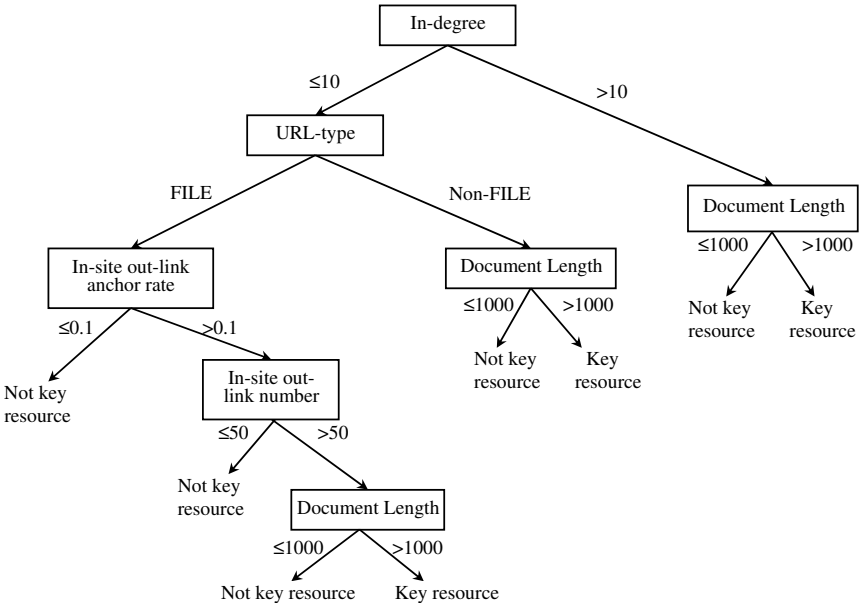 In-degree
≤10
>10
URL-type
FILE
Non-FILE
Document Length
≤1000
>1000
Not key
resource
Key
resource
In-site out-link
anchor rate
≤0.1
>0.1
Not key
resource
Document Length
≤1000
>1000
Not key
resource
Key
resource
In-site out-
link number
≤50
>50
Not key
resource
Document Length
≤1000
>1000
Not key resource
Key resource